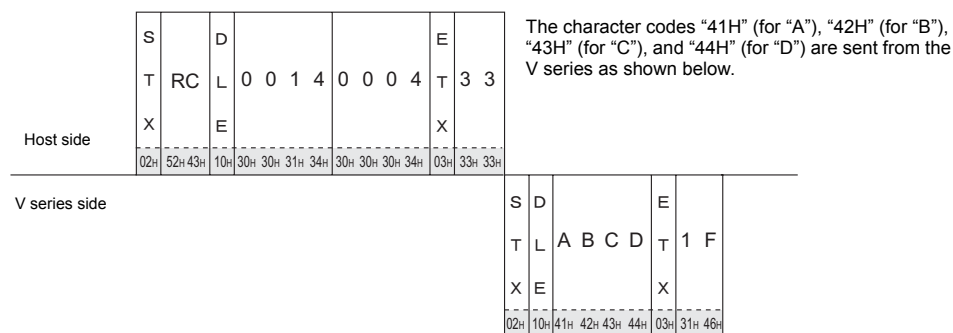 The character codes “41H” (for “A”), “42H” (for “B”),
“43H” (for “C”), and “44H” (for “D”) are sent from the
V series as shown below.
Host side
S T X RC D L E 0 0 1 4 0 0 0 4 E T X 3 3
02H 52H 43H 10H 30H 30H 31H 34H 30H 30H 30H 34H 03H 33H 33H
V series side
S T X D L E A B C D E T X 1 F
02H 10H 41H 42H 43H 44H 03H 31H 46H